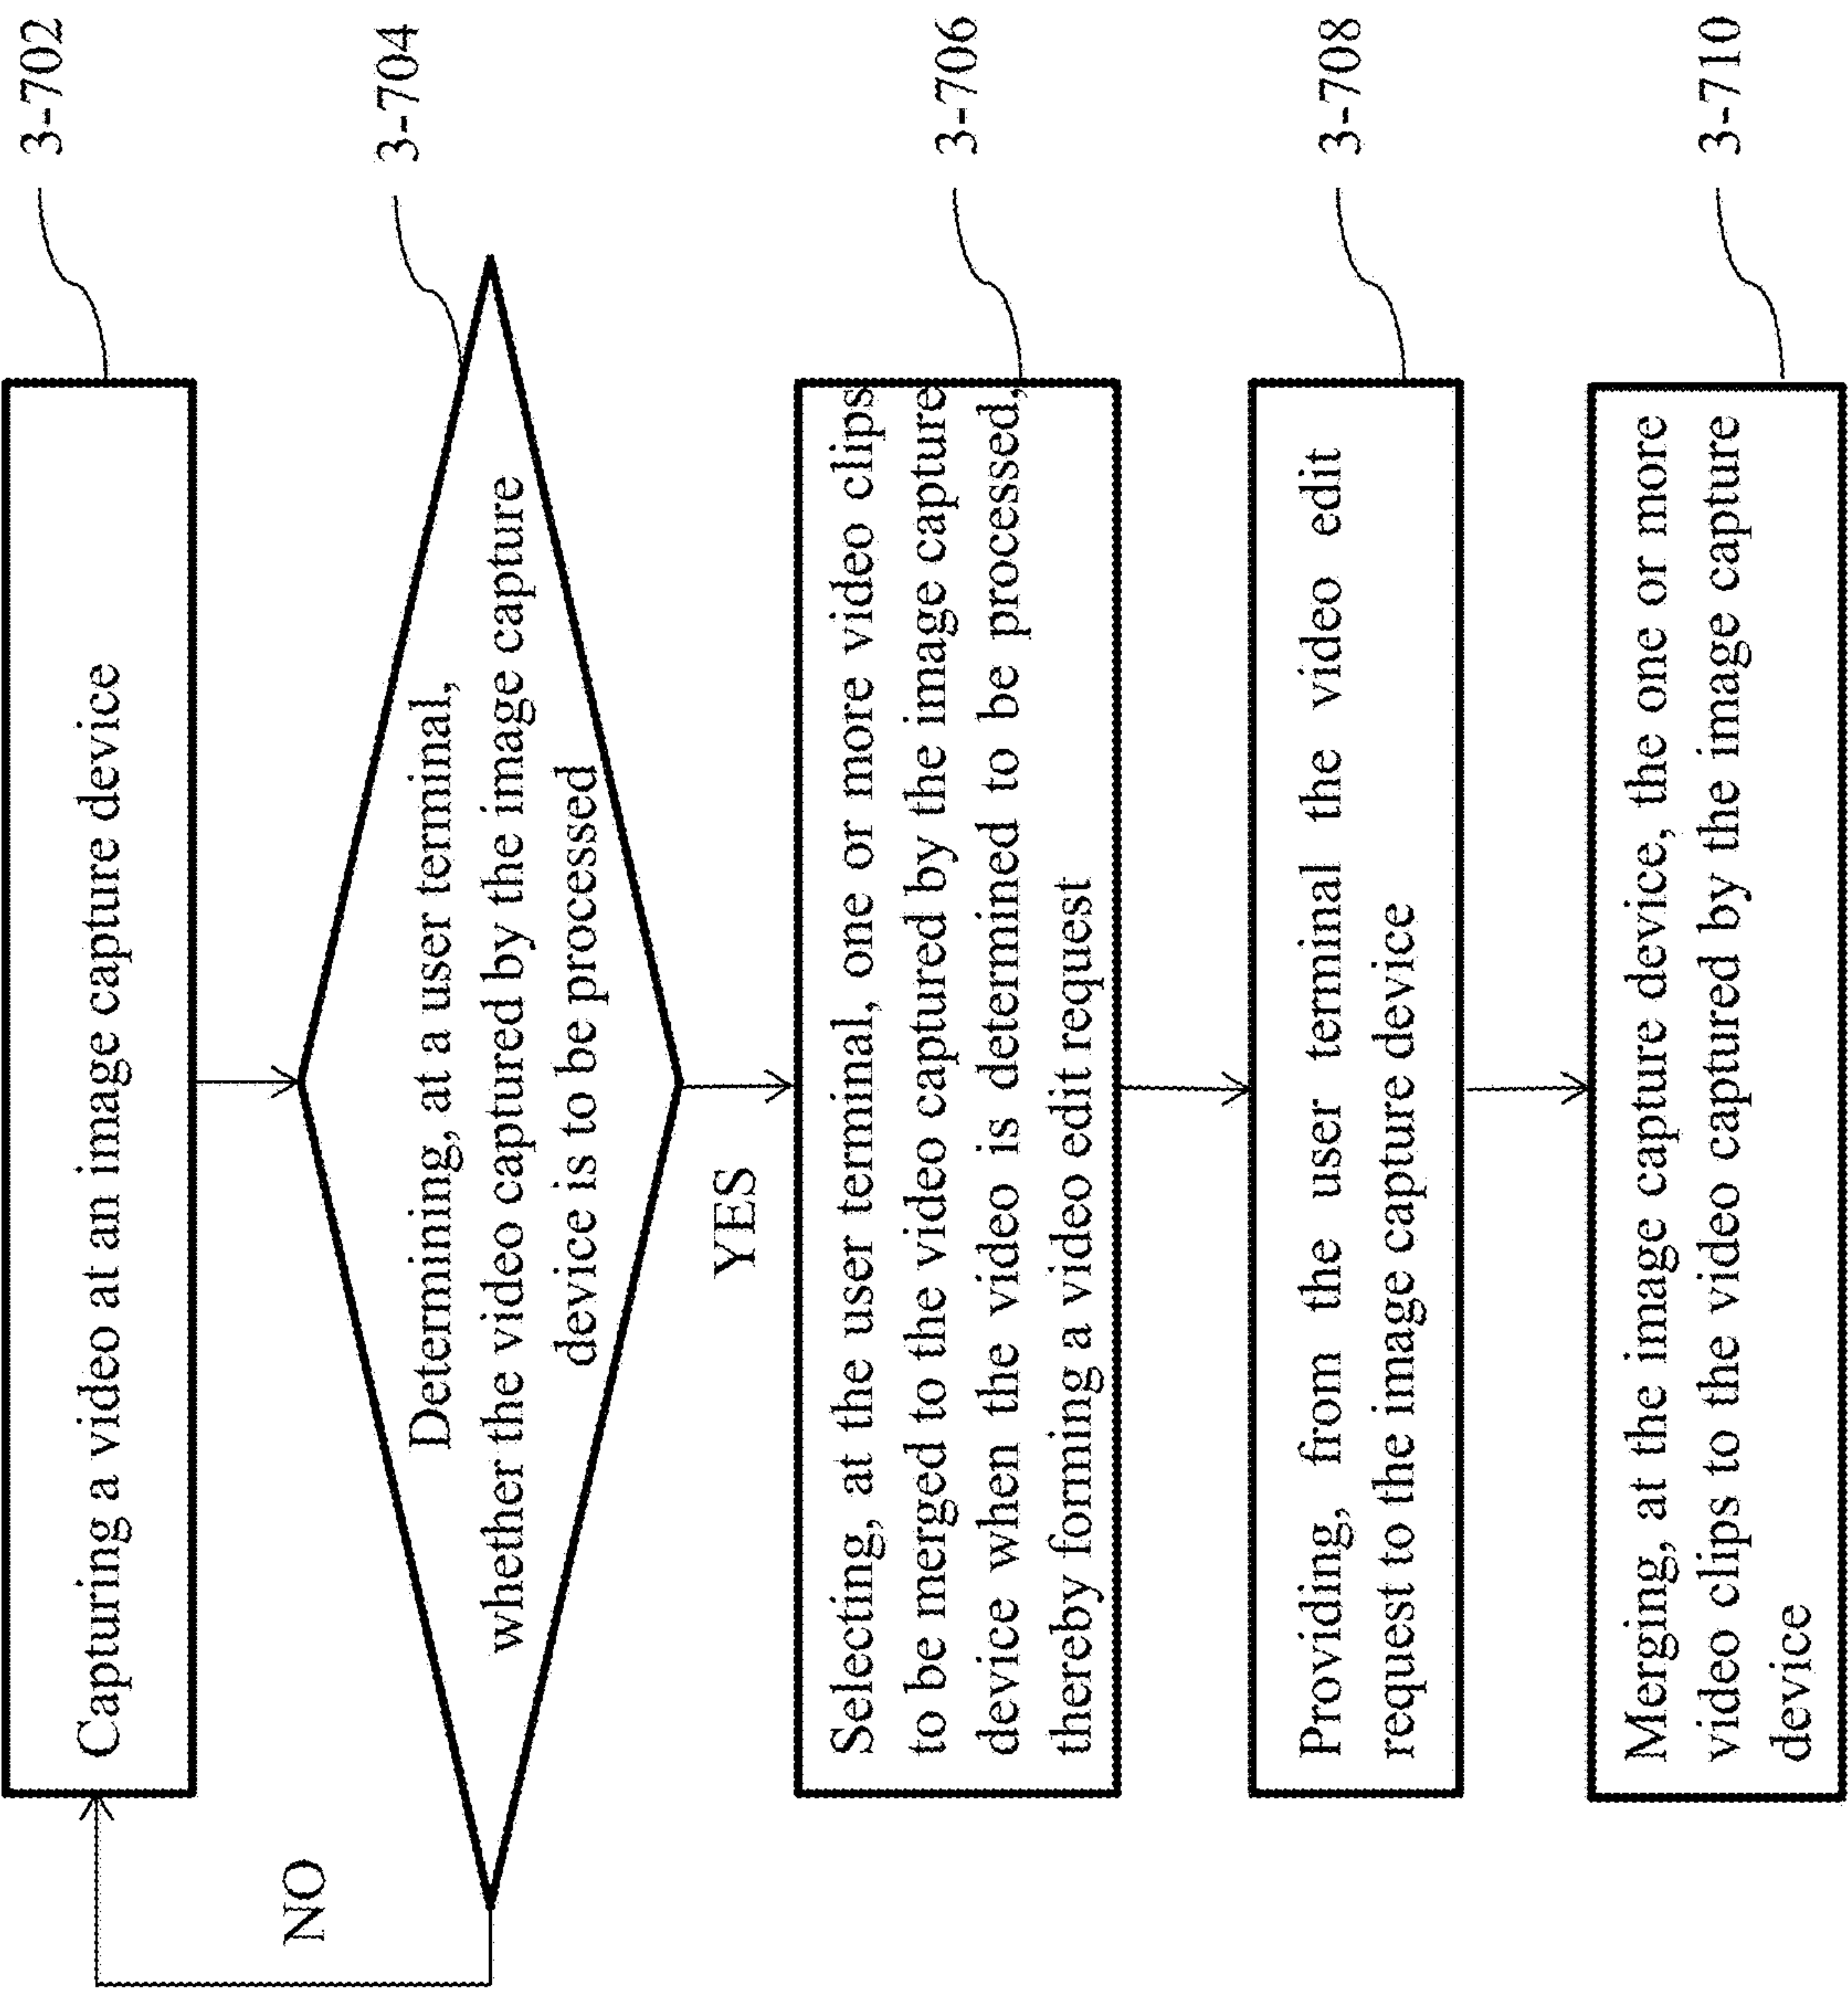 Capturing a video at an image capture device
3-702
Determining, at a user terminal,
whether the video captured by the image capture
device is to be processed
3-704
NO
YES
Selecting, at the user terminal, one or more video clips
to be merged to the video captured by the image capture
device when the video is determined to be processed,
thereby forming a video edit request
3-706
Providing, from the user terminal the video edit
request to the image capture device
3-708
Merging, at the image capture device, the one or more
video clips to the video captured by the image capture
device
3-710